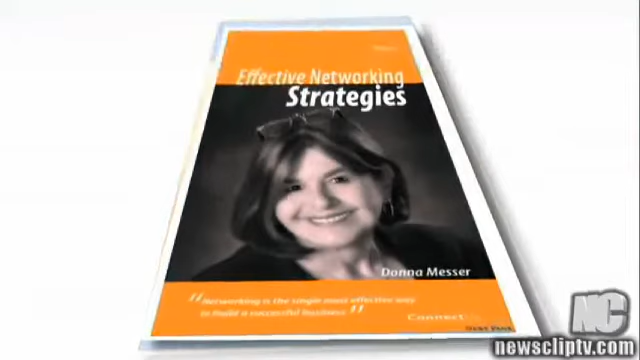 Effective Networking
Strategies
Donna Messer
“Networking is the single most effective way
to build a successful business”
NC
newscliptv.com